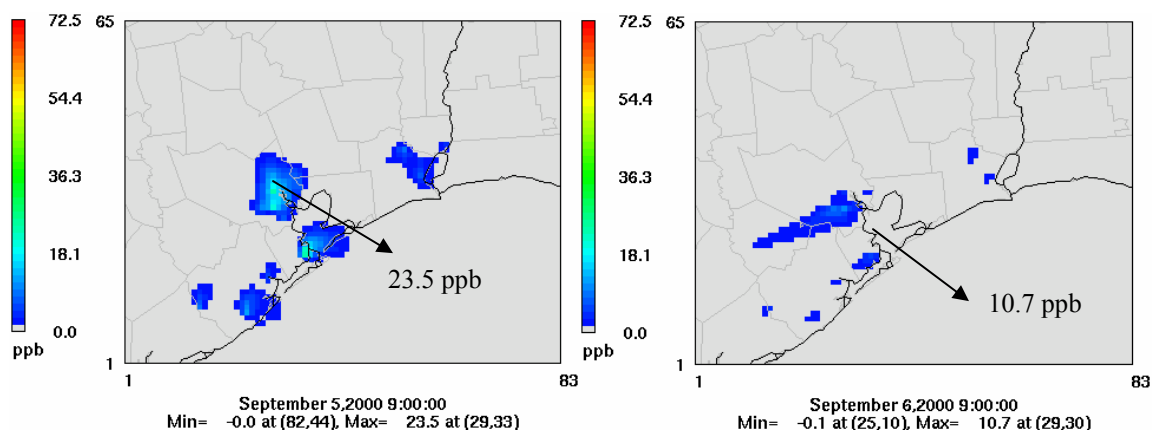 72.5
54.4
36.3
18.1
0.0
ppb
65
1
1
83
23.5 ppb
September 5,2000 9:00:00
Min= -0.0 at (82,44), Max= 23.5 at (29,33)
72.5
54.4
36.3
18.1
0.0
ppb
65
1
1
83
10.7 ppb
September 6,2000 9:00:00
Min= -0.1 at (25,10), Max= 10.7 at (29,30)